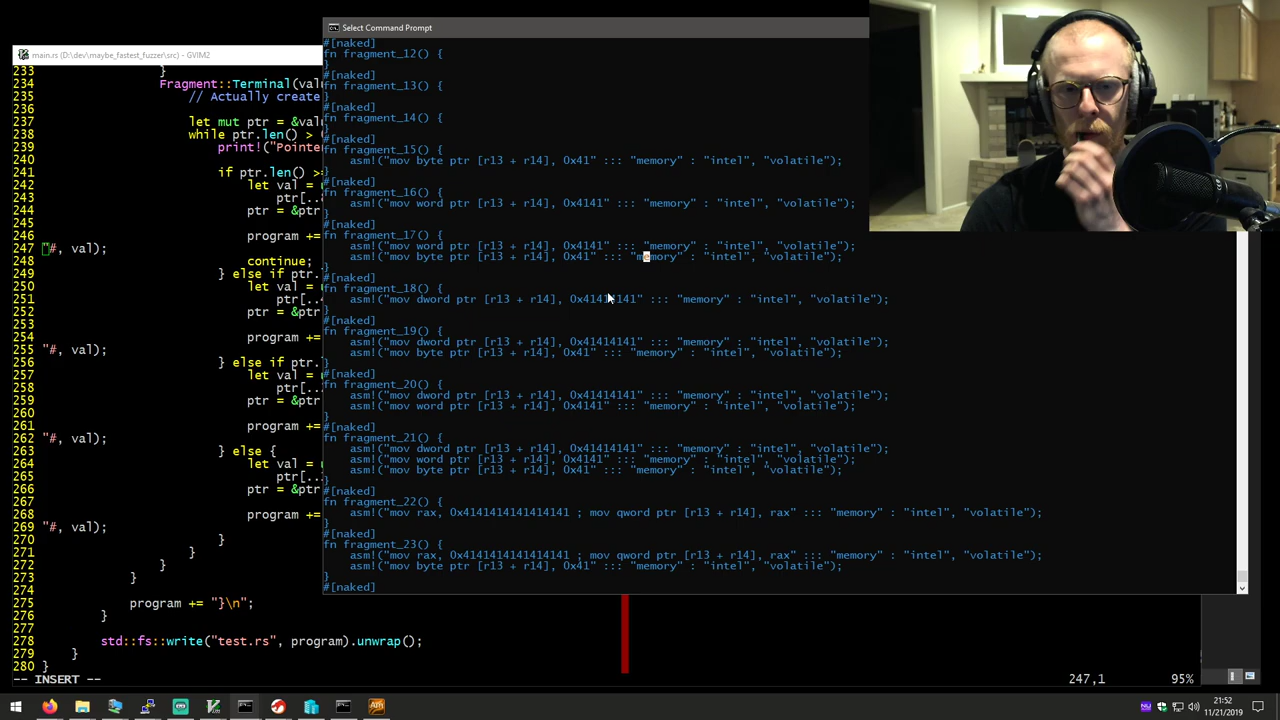 Select Command Prompt
main.rs (D:\dev\maybe_fastest_fuzzer\src) - GVIM2
#[naked]
fn fragment_12() {
}
#[naked]
fn fragment_13() {
}
#[naked]
fn fragment_14() {
}
#[naked]
fn fragment_15() {
asm!("mov byte ptr [r13 + r14], 0x41" ::: "memory" : "intel", "volatile");
}
#[naked]
fn fragment_16() {
asm!("mov word ptr [r13 + r14], 0x4141" ::: "memory" : "intel", "volatile");
}
#[naked]
fn fragment_17() {
asm!("mov word ptr [r13 + r14], 0x4141" ::: "memory" : "intel", "volatile");
asm!("mov byte ptr [r13 + r14], 0x41" ::: "memory" : "intel", "volatile");
}
#[naked]
fn fragment_18() {
asm!("mov dword ptr [r13 + r14], 0x41414141" ::: "memory" : "intel", "volatile");
}
#[naked]
fn fragment_19() {
asm!("mov dword ptr [r13 + r14], 0x41414141" ::: "memory" : "intel", "volatile");
asm!("mov byte ptr [r13 + r14], 0x41" ::: "memory" : "intel", "volatile");
}
#[naked]
fn fragment_20() {
asm!("mov dword ptr [r13 + r14], 0x41414141" ::: "memory" : "intel", "volatile");
asm!("mov word ptr [r13 + r14], 0x4141" ::: "memory" : "intel", "volatile");
}
#[naked]
fn fragment_21() {
asm!("mov dword ptr [r13 + r14], 0x41414141" ::: "memory" : "intel", "volatile");
asm!("mov word ptr [r13 + r14], 0x4141" ::: "memory" : "intel", "volatile");
asm!("mov byte ptr [r13 + r14], 0x41" ::: "memory" : "intel", "volatile");
}
#[naked]
fn fragment_22() {
asm!("mov rax, 0x4141414141414141 ; mov qword ptr [r13 + r14], rax" ::: "memory" : "intel", "volatile");
}
#[naked]
fn fragment_23() {
asm!("mov rax, 0x4141414141414141 ; mov qword ptr [r13 + r14], rax" ::: "memory" : "intel", "volatile");
asm!("mov byte ptr [r13 + r14], 0x41" ::: "memory" : "intel", "volatile");
}
#[naked]
233 }
234 Fragment::Terminal(val
235 // Actually create
236
237 let mut ptr = &val
238 while ptr.len() >
239 print!("Pointe
240
241 if ptr.len() >
242 let val =
243 ptr[..
244 ptr = &ptr
245
246 program +=
247 "#, val);
248 continue;
249 } else if ptr.
250 let val =
251 ptr[..
252 ptr = &ptr
253
254 program +=
255 "#, val);
256 } else if ptr.
257 let val =
258 ptr[..
259 ptr = &ptr
260
261 program +=
262 "#, val);
263 } else {
264 let val =
265 ptr[..
266 ptr = &ptr
267
268 program +=
269 "#, val);
270 }
271 }
272 }
273 }
274
275 program += "}\n";
276 }
277
278 std::fs::write("test.rs", program).unwrap();
279 }
280 }
-- INSERT --
247,1
95%
21:52
11/21/2019